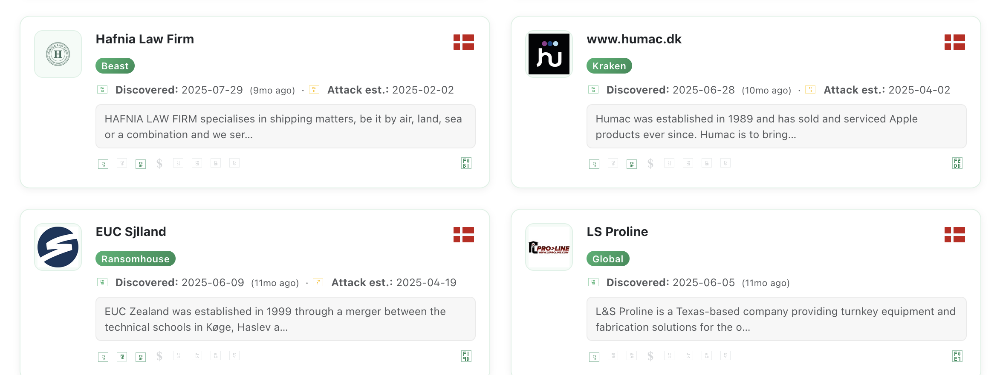 Hafnia Law Firm
Beast
Discovered: 2025-07-29 (9mo ago) · Attack est.: 2025-02-02
HAFNIA LAW FIRM specialises in shipping matters, be it by air, land, sea
or a combination and we ser...
$
www.humac.dk
hu
Kraken
Discovered: 2025-06-28 (10mo ago) · Attack est.: 2025-04-02
Humac was established in 1989 and has sold and serviced Apple
products ever since. Humac is to bring...
$
EUC Sjlland
Ransomhouse
Discovered: 2025-06-09 (11mo ago) · Attack est.: 2025-04-19
EUC Zealand was established in 1999 through a merger between the
technical schools in Køge, Haslev a...
$
LS Proline
PRO>LINE
WWW.LSPROLINE.COM
Global
Discovered: 2025-06-05 (11mo ago)
L&S Proline is a Texas-based company providing turnkey equipment and
fabrication solutions for the o...
$